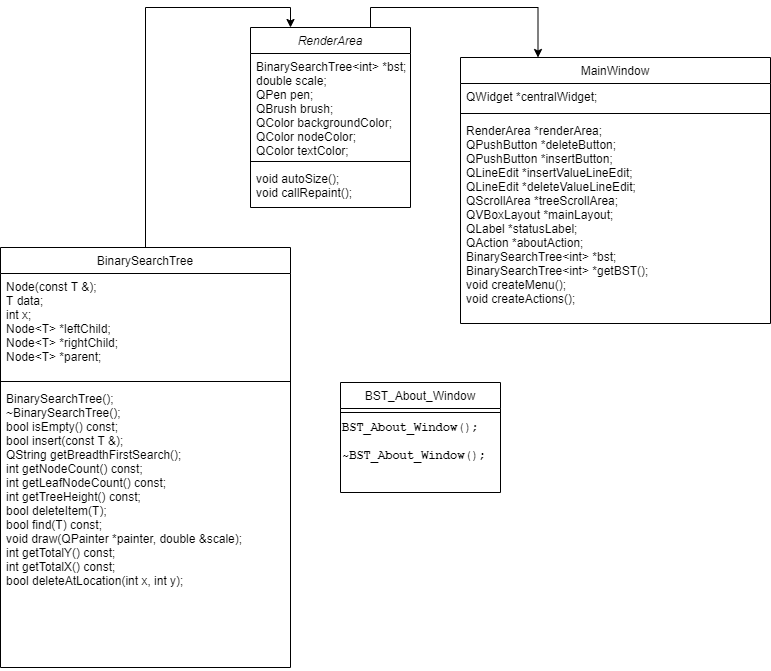 RenderArea
BinarySearchTree<int> *bst;
double scale;
QPen pen;
QBrush brush;
QColor backgroundColor;
QColor nodeColor;
QColor textColor;
void autoSize();
void callRepaint();
MainWindow
QWidget *centralWidget;
RenderArea *renderArea;
QPushButton *deleteButton;
QPushButton *insertButton;
QLineEdit *insertValueLineEdit;
QLineEdit *deleteValueLineEdit;
QScrollArea *treeScrollArea;
QVBoxLayout *mainLayout;
QLabel *statusLabel;
QAction *aboutAction;
BinarySearchTree<int> *bst;
BinarySearchTree<int> *getBST();
void createMenu();
void createActions();
BinarySearchTree
Node(const T &);
T data;
int x;
Node<T> *leftChild;
Node<T> *rightChild;
Node<T> *parent;
BinarySearchTree();
~BinarySearchTree();
bool isEmpty() const;
bool insert(const T &);
QString getBreadthFirstSearch();
int getNodeCount() const;
int getLeafNodeCount() const;
int getTreeHeight() const;
bool deleteItem(T);
bool find(T) const;
void draw(QPainter *painter, double &scale);
int getTotalY() const;
int getTotalX() const;
bool deleteAtLocation(int x, int y);
BST_About_Window
BST_About_Window();
~BST_About_Window();